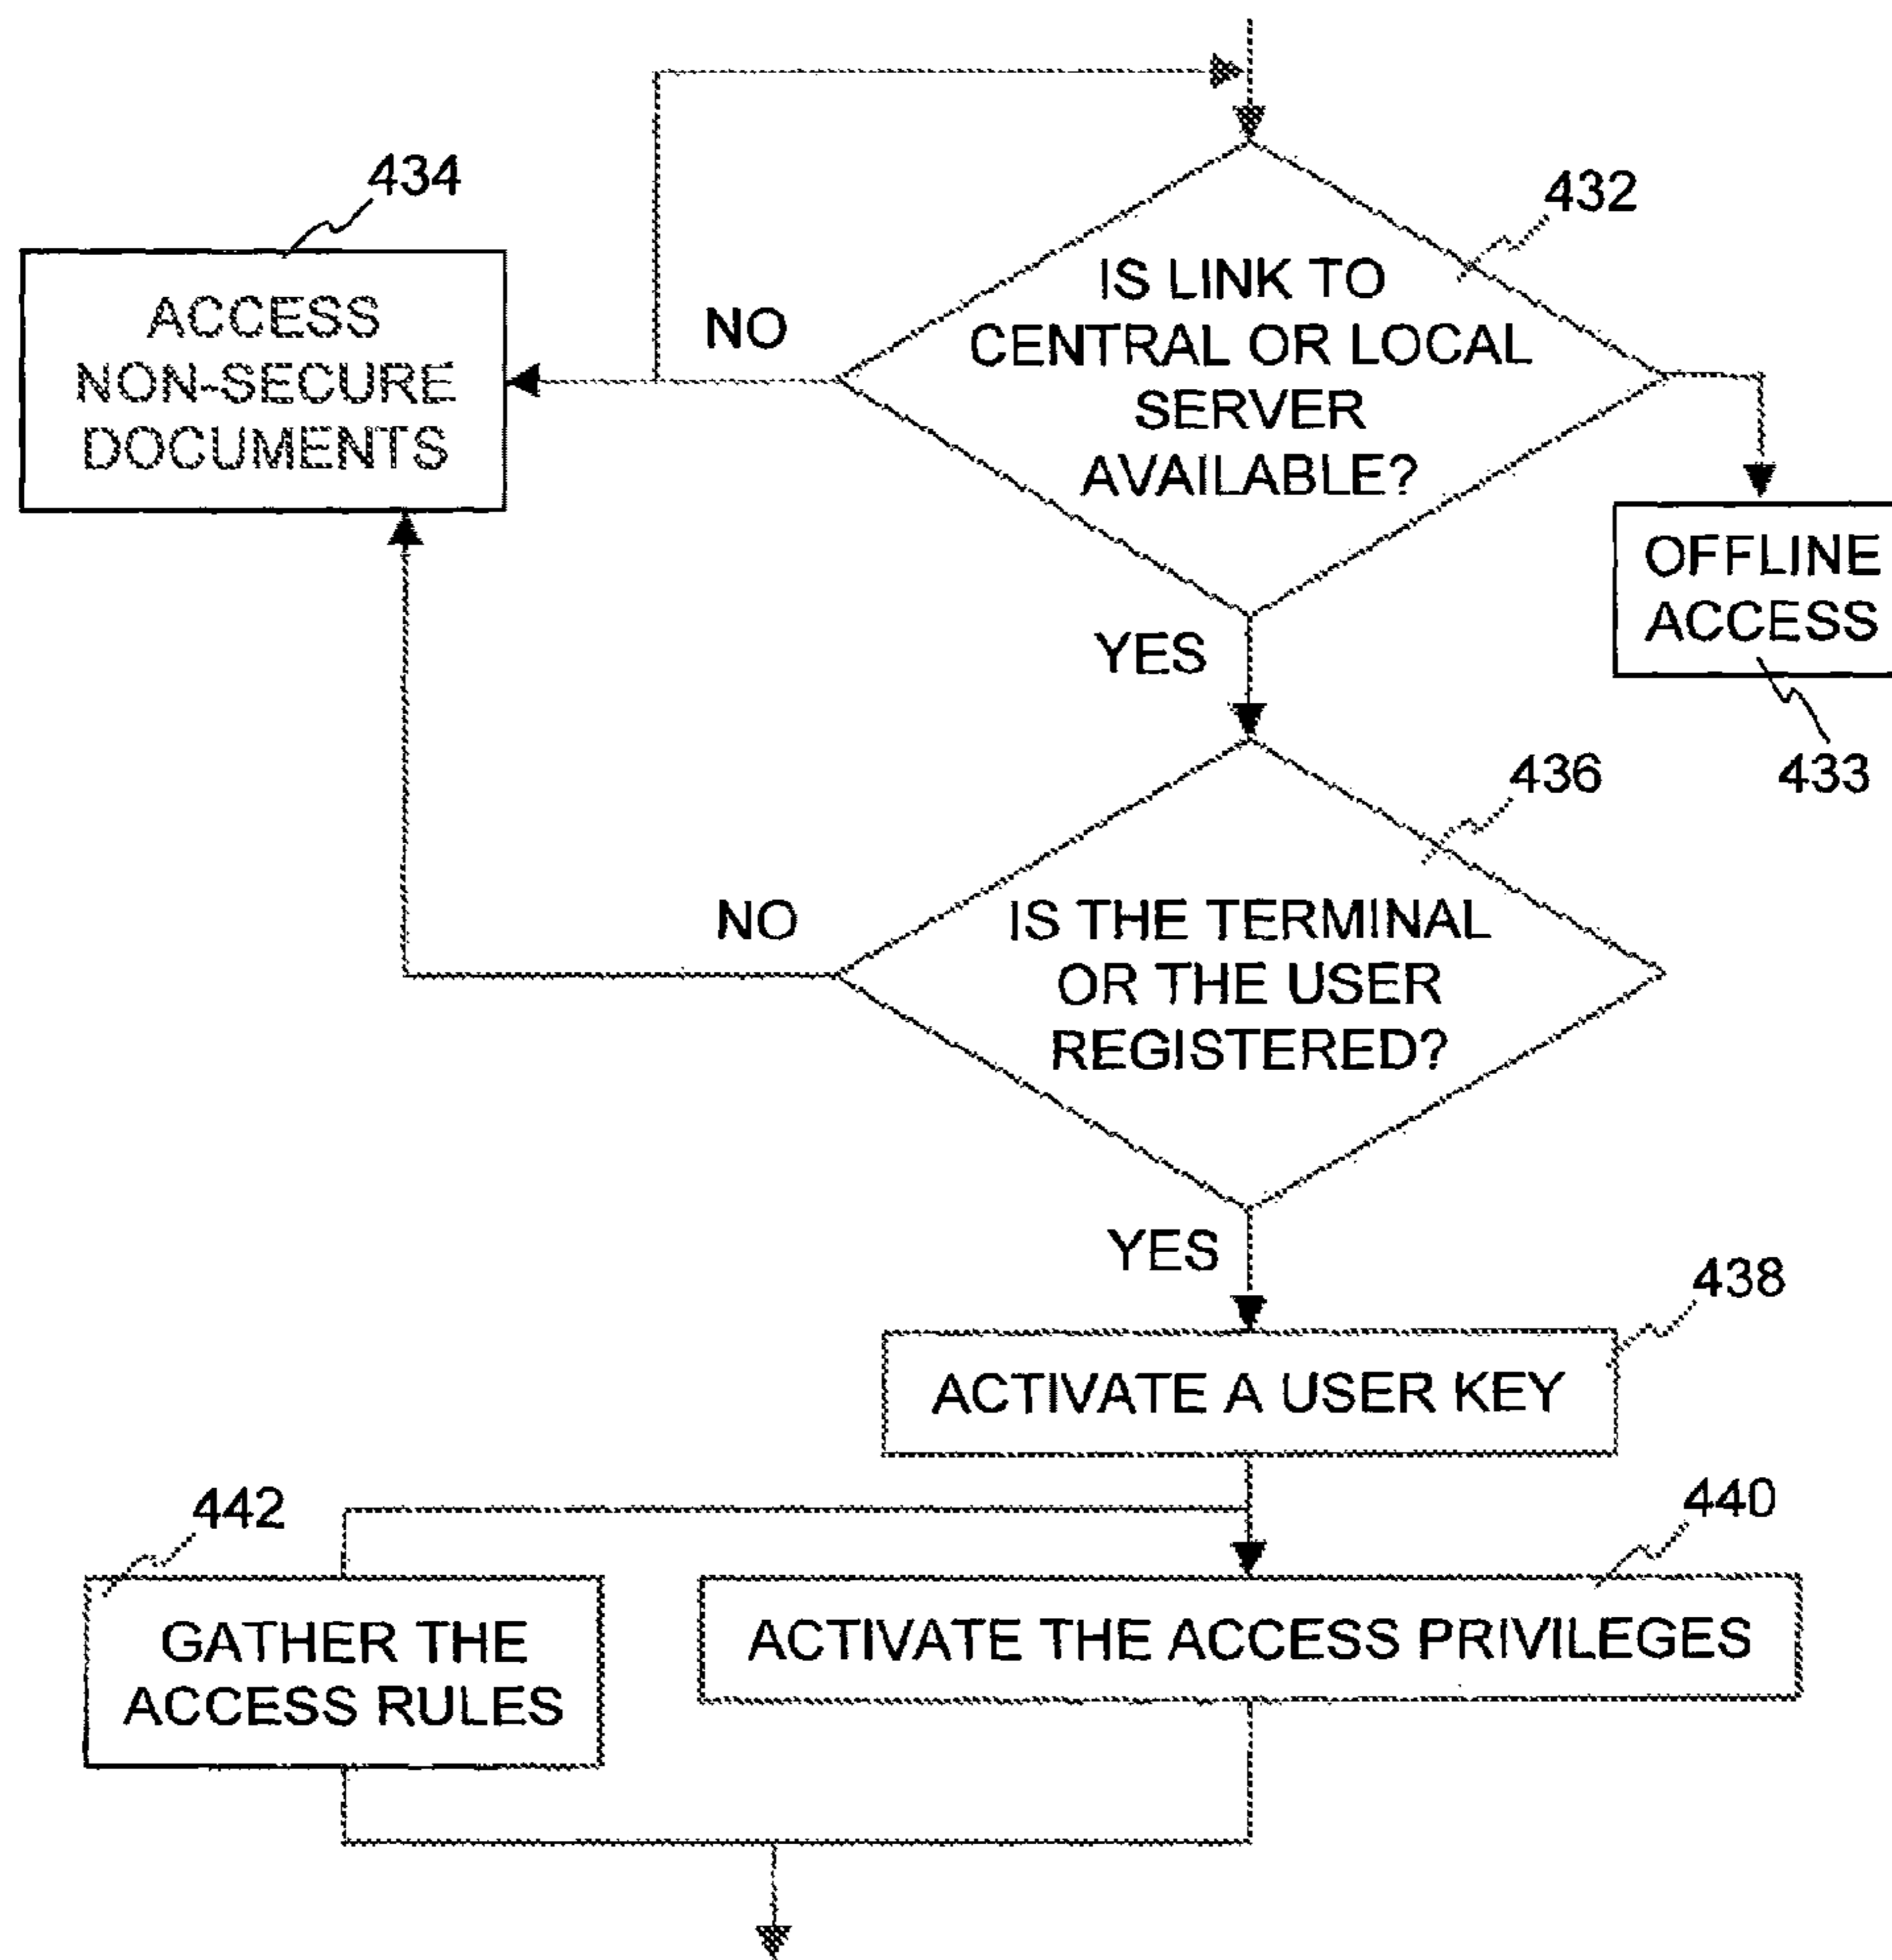 434
432
IS LINK TO
CENTRAL OR LOCAL
SERVER
AVAILABLE?
NO
ACCESS
NON-SECURE
DOCUMENTS
OFFLINE
ACCESS
433
YES
436
NO
IS THE TERMINAL
OR THE USER
REGISTERED?
YES
438
ACTIVATE A USER KEY
442
440
GATHER THE
ACCESS RULES
ACTIVATE THE ACCESS PRIVILEGES